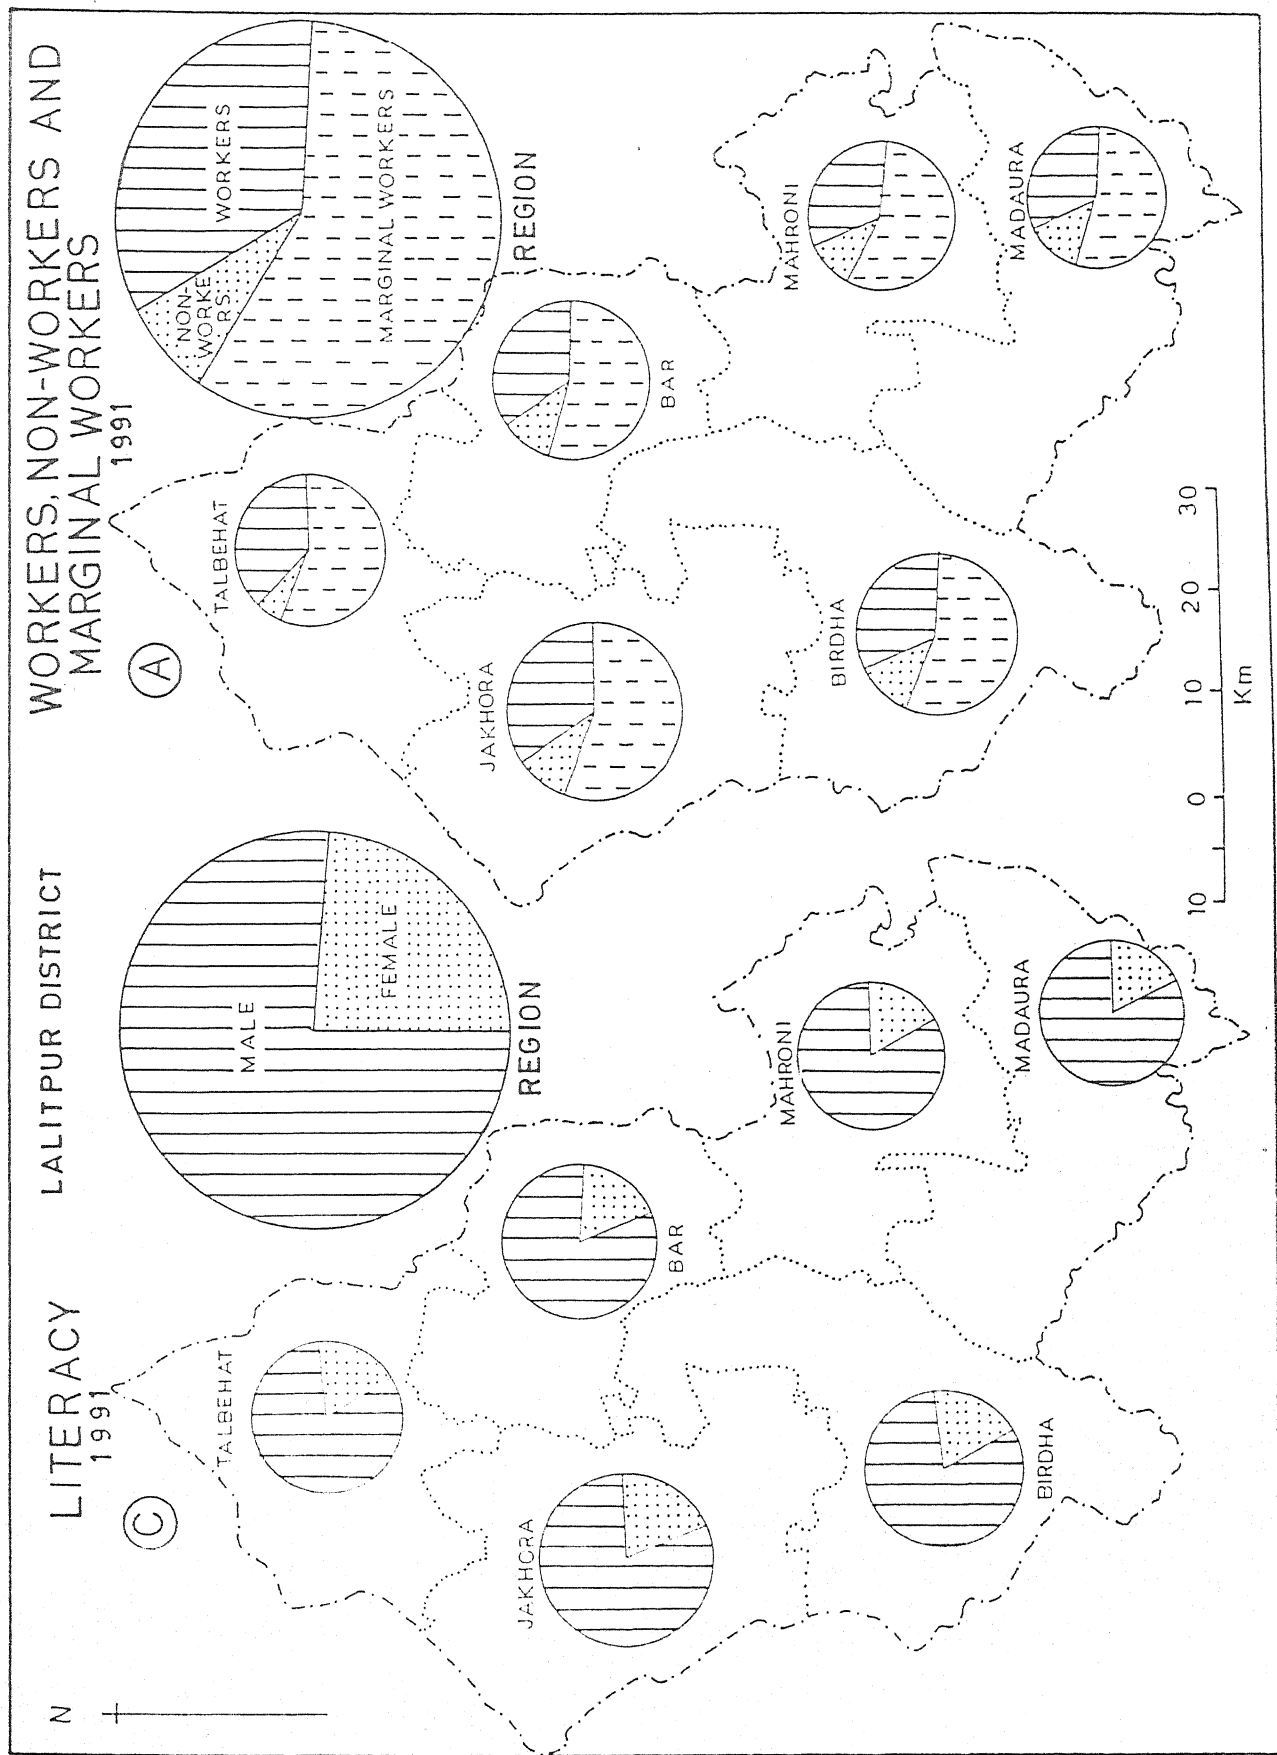 LALITPUR DISTRICT
N
LITERACY
1991
C
TALBEHAT
JAKHORA
BAR
BIRDHA
MAHRONI
MADAURA
MALE
FEMALE
REGION
WORKERS, NON-WORKERS AND
MARGINAL WORKERS
1991
A
TALBEHAT
JAKHORA
BAR
BIRDHA
MAHRONI
MADAURA
WORKERS
NON-
WORKE
RS.
MARGINAL WORKERS
REGION
10 0 10 20 30
Km